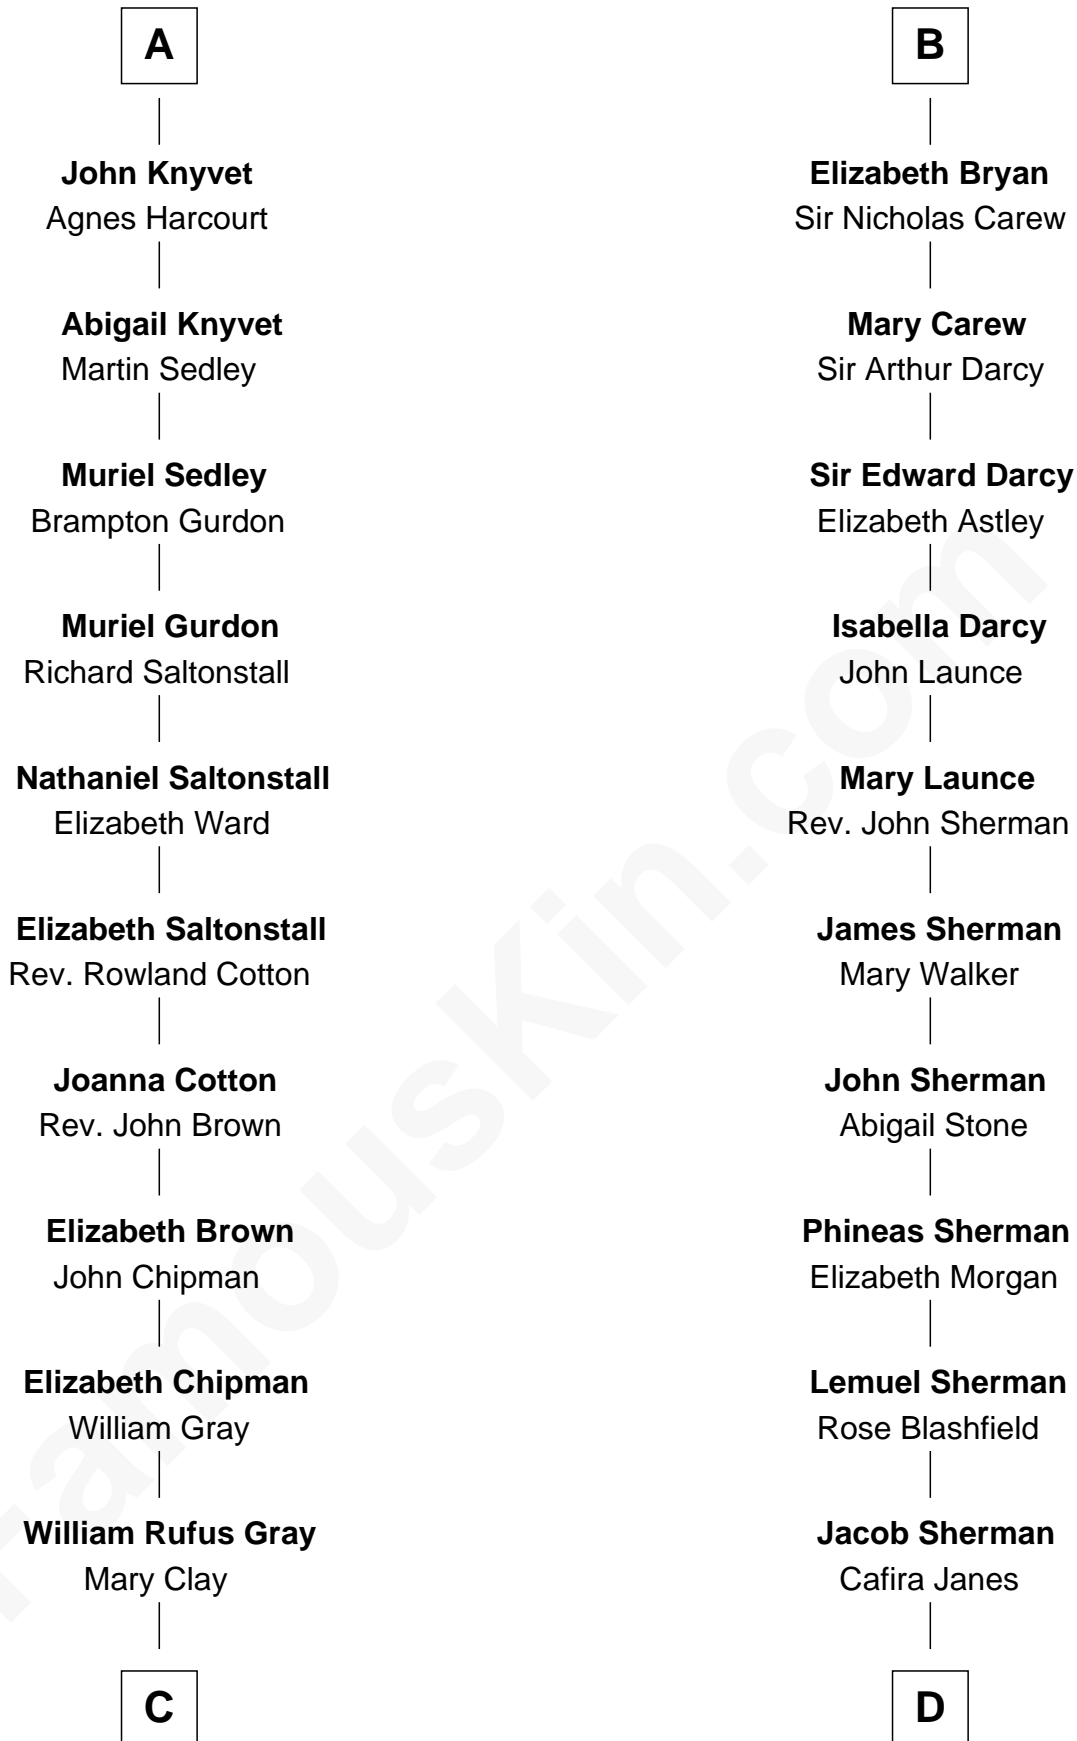 A
John Knyvet
Agnes Harcourt
Abigail Knyvet
Martin Sedley
Muriel Sedley
Brampton Gurdon
Muriel Gurdon
Richard Saltonstall
Nathaniel Saltonstall
Elizabeth Ward
Elizabeth Saltonstall
Rev. Rowland Cotton
Joanna Cotton
Rev. John Brown
Elizabeth Brown
John Chipman
Elizabeth Chipman
William Gray
William Rufus Gray
Mary Clay
C
B
Elizabeth Bryan
Sir Nicholas Carew
Mary Carew
Sir Arthur Darcy
Sir Edward Darcy
Elizabeth Astley
Isabella Darcy
John Launce
Mary Launce
Rev. John Sherman
James Sherman
Mary Walker
John Sherman
Abigail Stone
Phineas Sherman
Elizabeth Morgan
Lemuel Sherman
Rose Blashfield
Jacob Sherman
Cafira Janes
D
FamousKin.com